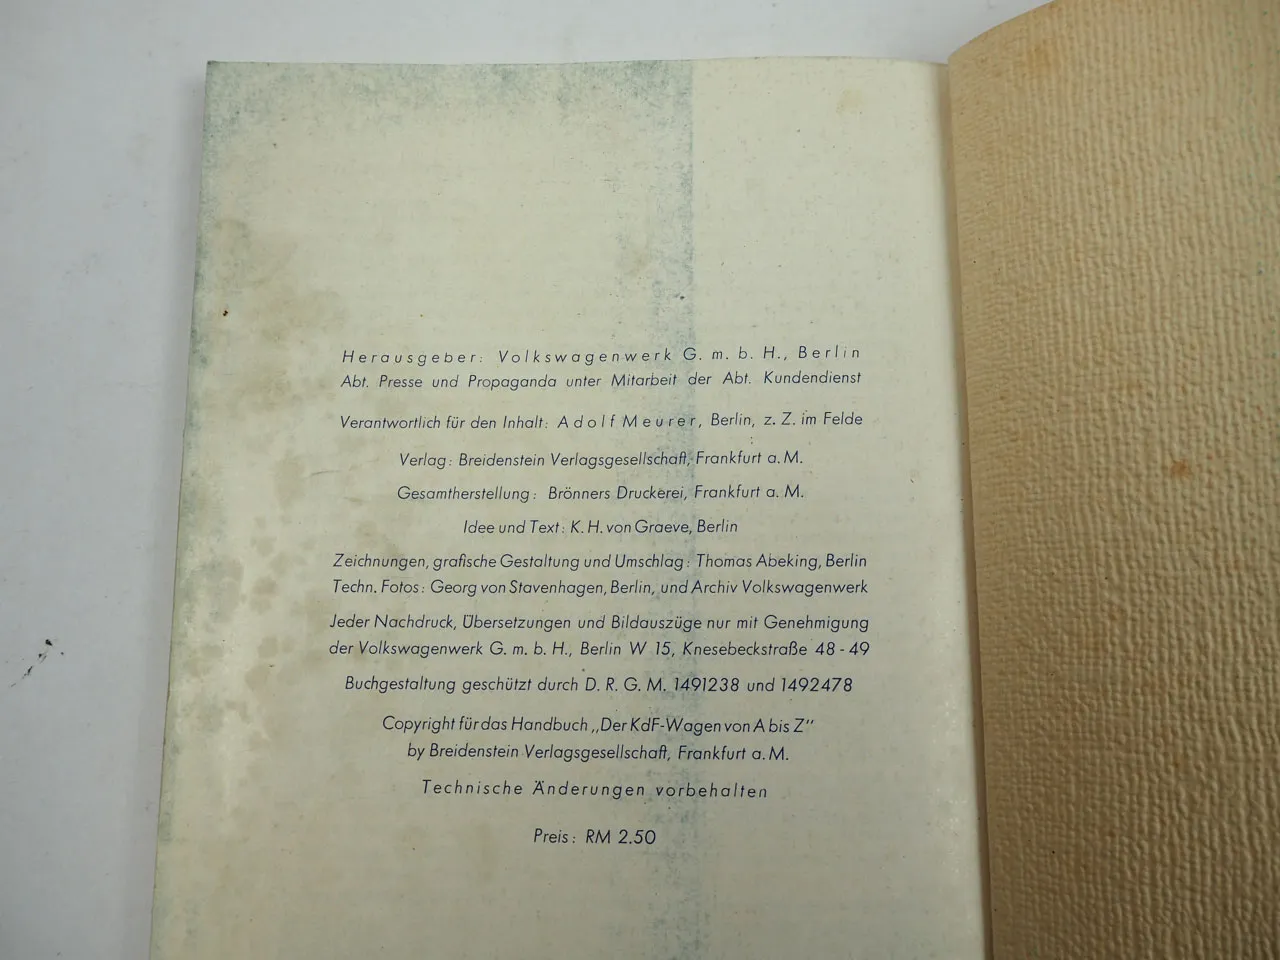 Herausgeber: Volkswagenwerk G. m. b. H., Berlin
Abt. Presse und Propaganda unter Mitarbeit der Abt. Kundendienst
Verantwortlich für den Inhalt: Adolf Meurer, Berlin, z. Z. im Felde
Verlag: Breidenstein Verlagsgesellschaft, Frankfurt a. M.
Gesamtherstellung: Brönners Druckerei, Frankfurt a. M.
Idee und Text: K. H. von Graeve, Berlin
Zeichnungen, grafische Gestaltung und Umschlag: Thomas Abeking, Berlin
Techn. Fotos: Georg von Stavenhagen, Berlin, und Archiv Volkswagenwerk
Jeder Nachdruck, Übersetzungen und Bildauszüge nur mit Genehmigung
der Volkswagenwerk G. m. b. H., Berlin W 15, Knesebeckstraße 48-49
Buchgestaltung geschützt durch D. R. G. M. 1491238 und 1492478
Copyright für das Handbuch „Der KdF-Wagen von A bis Z"
by Breidenstein Verlagsgesellschaft, Frankfurt a. M.
Technische Änderungen vorbehalten
Preis: RM 2.50